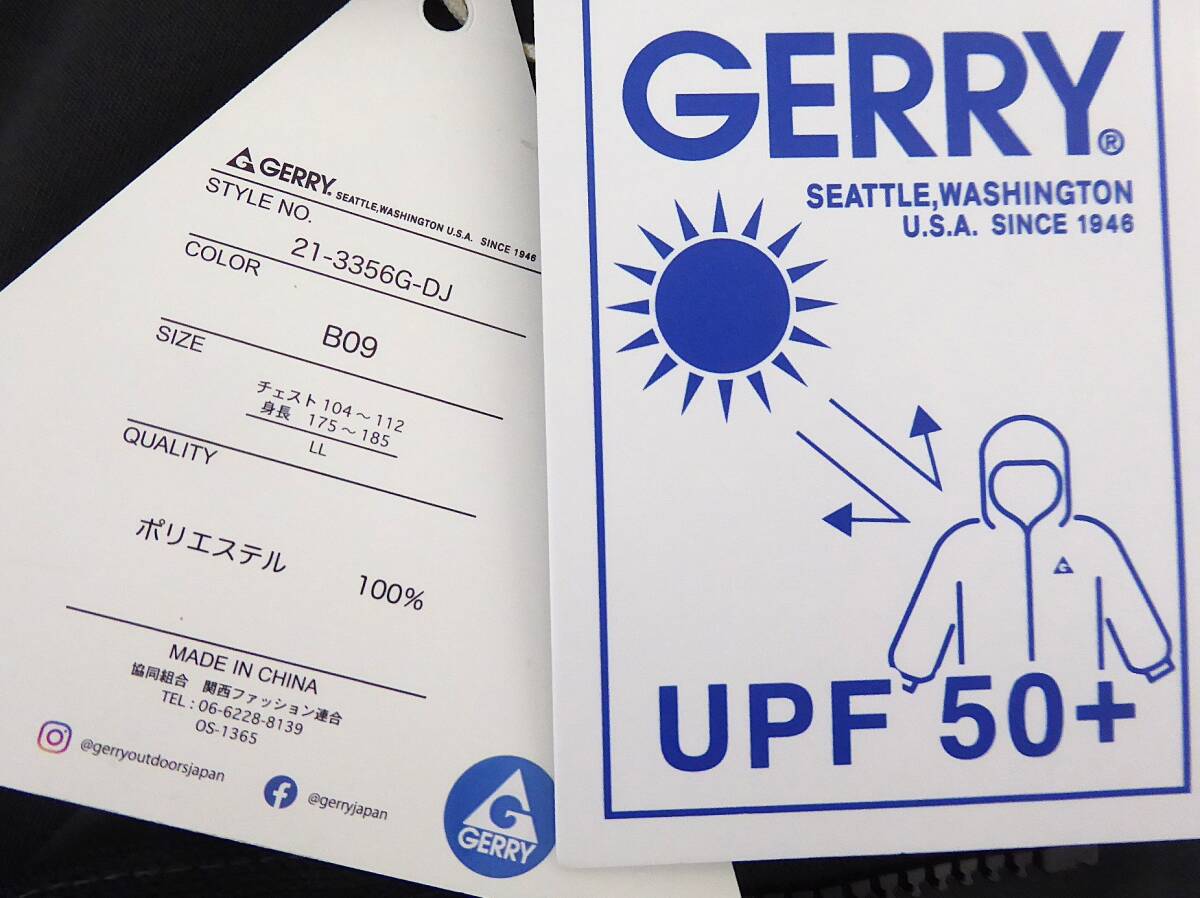 GERRY. SEATTLE,WASHINGTON U.S.A. SINCE 1946
STYLE NO.
21-3356G-DJ
COLOR
B09
SIZE
チェスト 104～112
身長 175～185
LL
QUALITY
ポリエステル 100%
MADE IN CHINA
協同組合 関西ファッション連合
TEL : 06-6228-8139
OS-1365
@gerryoutdoorsjapan
@gerryjapan
G
GERRY
GERRY®
SEATTLE,WASHINGTON
U.S.A. SINCE 1946
G
UPF 50+